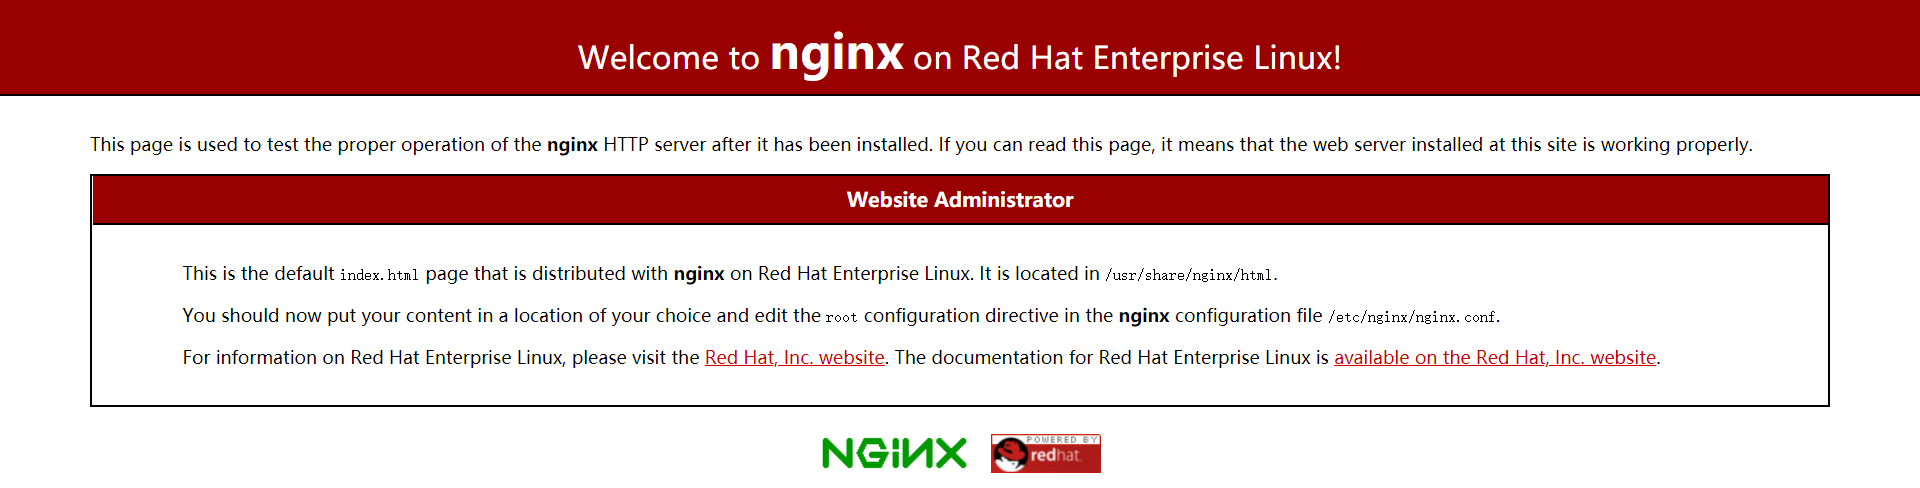 Welcome to nginx on Red Hat Enterprise Linux!
This page is used to test the proper operation of the nginx HTTP server after it has been installed. If you can read this page, it means that the web server installed at this site is working properly.
Website Administrator
This is the default index.html page that is distributed with nginx on Red Hat Enterprise Linux. It is located in /usr/share/nginx/html.
You should now put your content in a location of your choice and edit the root configuration directive in the nginx configuration file /etc/nginx/nginx.conf.
For information on Red Hat Enterprise Linux, please visit the Red Hat, Inc. website. The documentation for Red Hat Enterprise Linux is available on the Red Hat, Inc. website.
NGINX
POWERED BY
redhat.